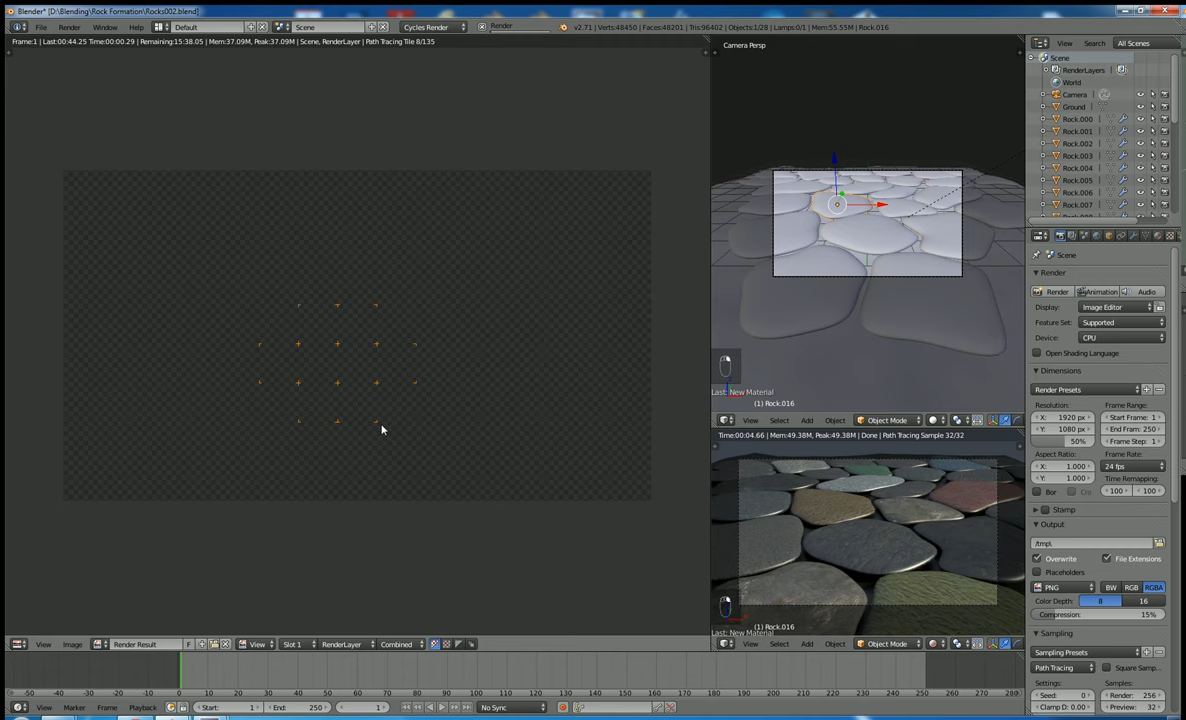 Blender* [D:\Blending\Rock Formation\Rocks002.blend]
File Render Window Help Default Scene Cycles Render Render v2.71 | Verts:48450 | Faces:48201 | Tris:96402 | Objects:1/28 | Lamps:0/1 | Mem:55.55M | Rock.016
Frame:1 | Last:00:44.25 Time:00:00.29 | Remaining:15:38.05 | Mem:37.09M, Peak:37.09M | Scene, RenderLayer | Path Tracing Tile 8/135
Camera Persp
View Search All Scenes
Scene
RenderLayers
World
Camera
Ground
Rock.000
Rock.001
Rock.002
Rock.003
Rock.004
Rock.005
Rock.006
Rock.007
Scene
Render
Render Animation Audio
Display: Image Editor
Feature Set: Supported
Device: CPU
Open Shading Language
Dimensions
Render Presets
Resolution: Frame Range:
X: 1920 px Start Frame: 1
Y: 1080 px End Fram: 250
50% Frame Step: 1
Aspect Ratio: Frame Rate:
X: 1.000 24 fps
Y: 1.000 Time Remapping:
Bor Cro 100 100
Stamp
Output
/tmp\
Overwrite File Extensions
Placeholders
PNG BW RGB RGBA
Color Depth: 8 16
Compression: 15%
Sampling
Sampling Presets
Path Tracing Square Samp...
Settings: Samples:
Seed: 0 Render: 256
Clamp D: 0.00 Preview: 32
Last: New Material
(1) Rock.016
View Select Add Object Object Mode
Time:00:04.66 | Mem:49.38M, Peak:49.38M | Done | Path Tracing Sample 32/32
(1) Rock.016
Last: New Material
View Select Add Object Object Mode
View Image Render Result F View Slot 1 RenderLayer Combined
-50 -40 -30 -20 -10 0 10 20 30 40 50 60 70 80 90 100 110 120 130 140 150 160 170 180 190 200 210 220 230 240 250 260 270 280
View Marker Frame Playback Start: 1 End: 250 1 No Sync